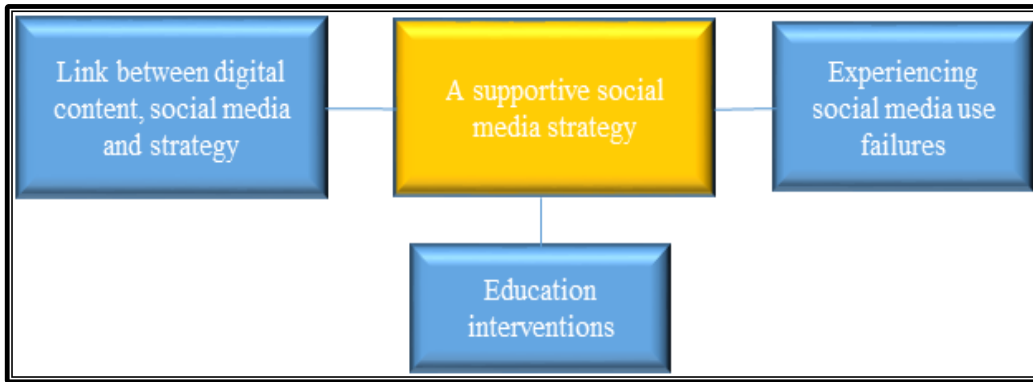 Link between digital
content, social media
and strategy
A supportive social
media strategy
Experiencing
social media use
failures
Education
interventions